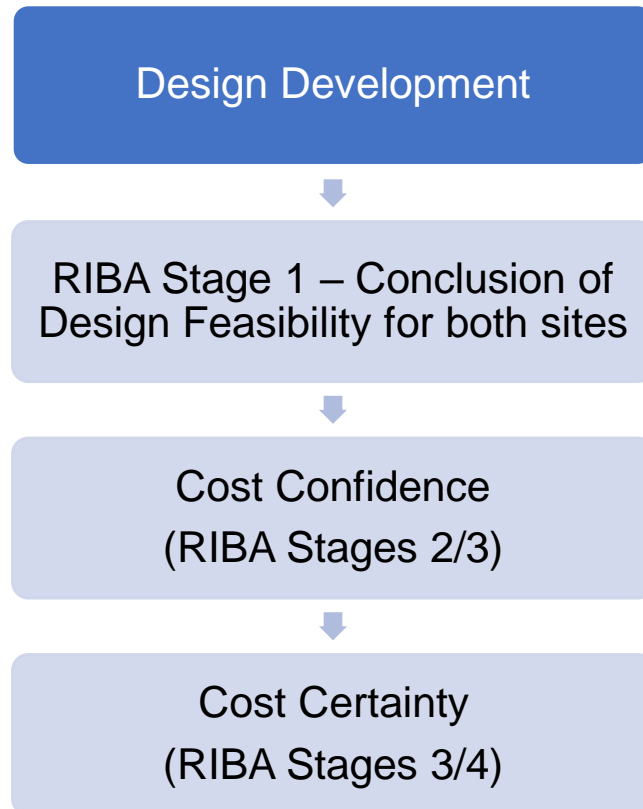 Design Development
RIBA Stage 1 – Conclusion of
Design Feasibility for both sites
Cost Confidence
(RIBA Stages 2/3)
Cost Certainty
(RIBA Stages 3/4)